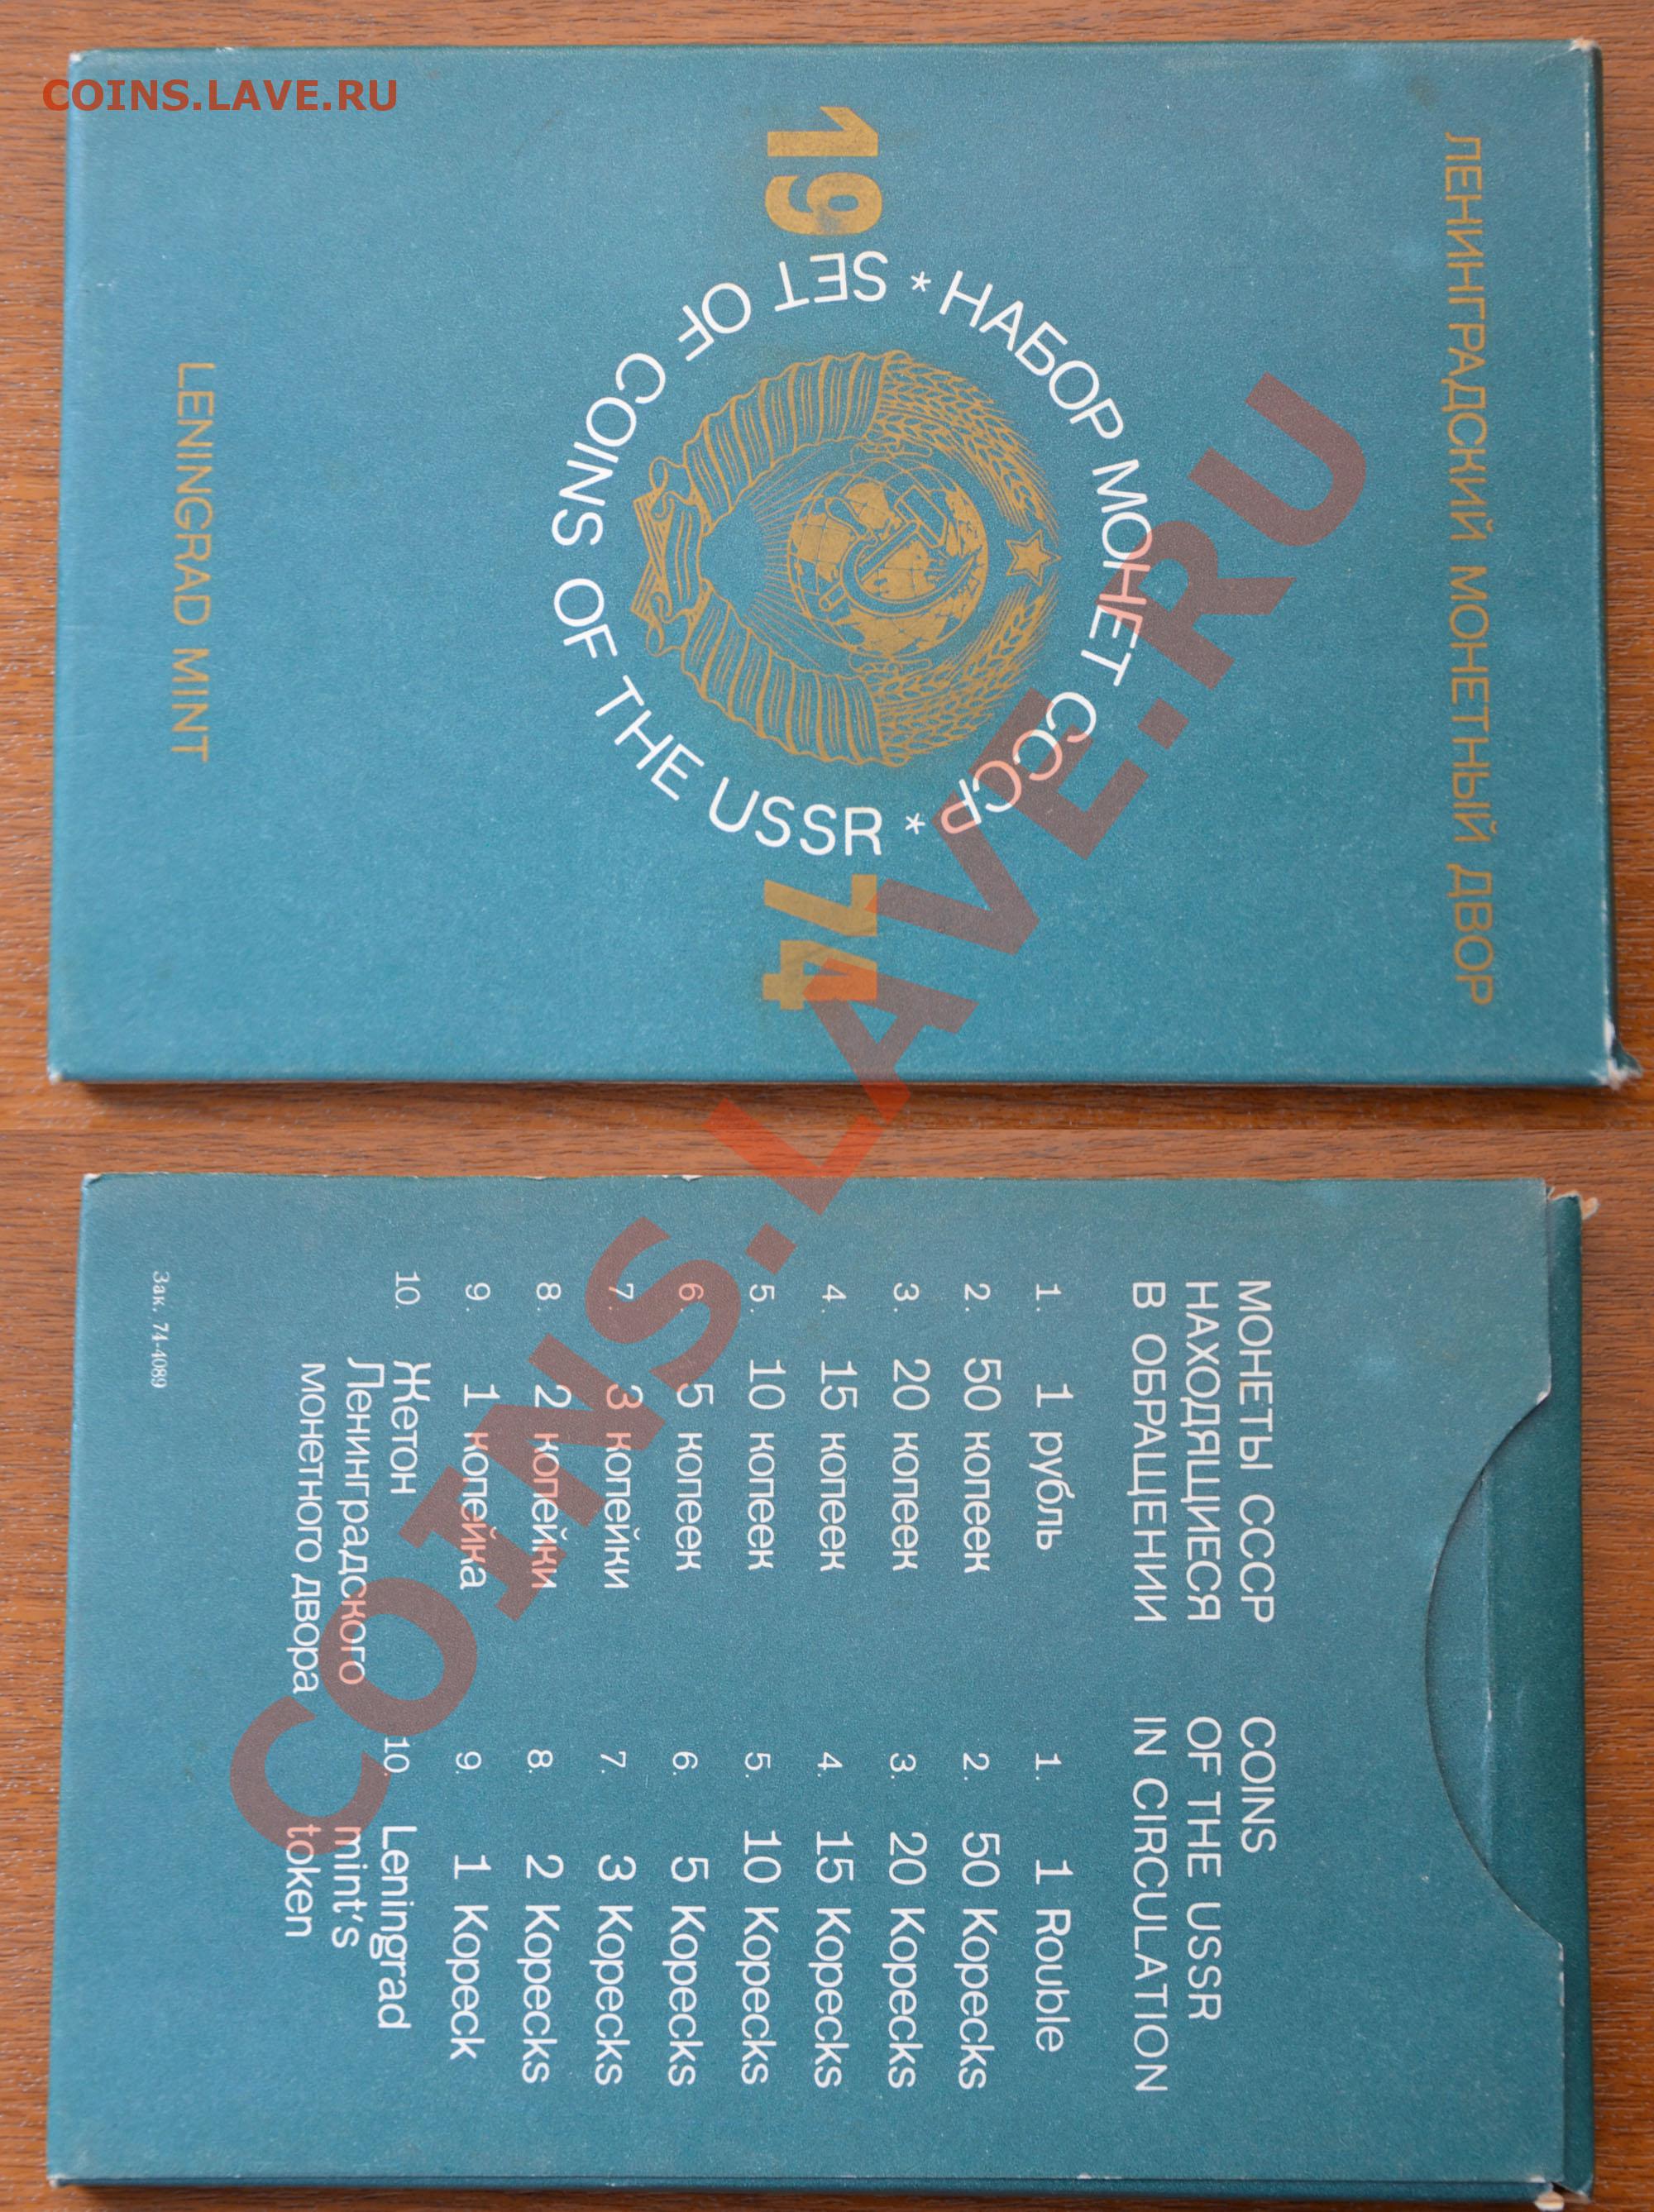 COINS.LAVE.RU
ЛЕНИНГРАДСКИЙ МОНЕТНЫЙ ДВОР
* НАБОР МОНЕТ СССР *
19 74
SET OF COINS OF THE USSR
LENINGRAD MINT
МОНЕТЫ СССР
НАХОДЯЩИЕСЯ
В ОБРАЩЕНИИ
1. 1 рубль
2. 50 копеек
3. 20 копеек
4. 15 копеек
5. 10 копеек
6. 5 копеек
7. 3 копейки
8. 2 копейки
9. 1 копейка
10. Жетон
Ленинградского
монетного двора
COINS
OF THE USSR
IN CIRCULATION
1. 1 Rouble
2. 50 Kopecks
3. 20 Kopecks
4. 15 Kopecks
5. 10 Kopecks
6. 5 Kopecks
7. 3 Kopecks
8. 2 Kopecks
9. 1 Kopeck
10. Leningrad
mint's
token
Зак. 74-4089
COINS.LAVE.RU